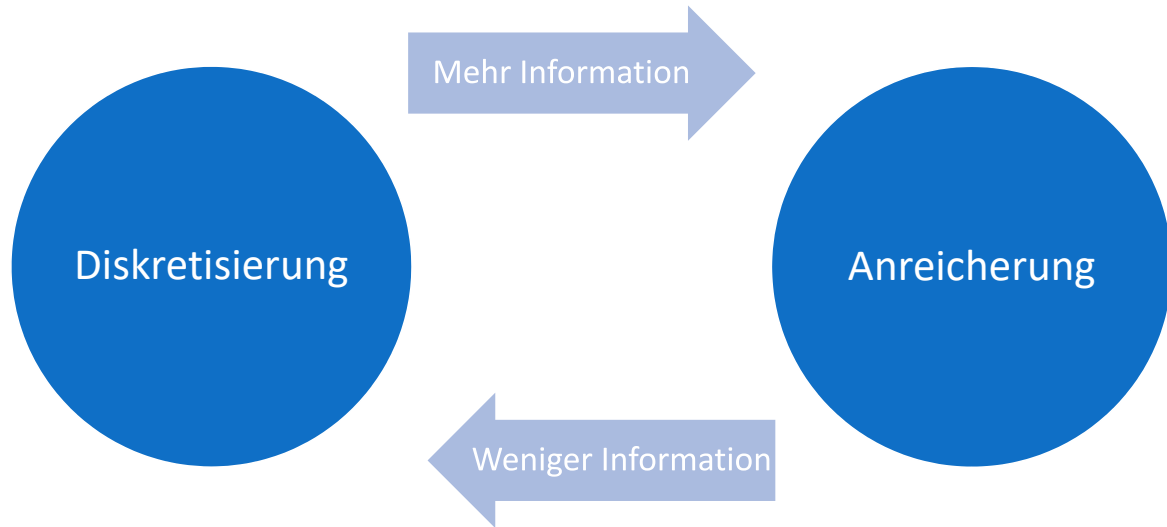 Mehr Information
Diskretisierung
Anreicherung
Weniger Information